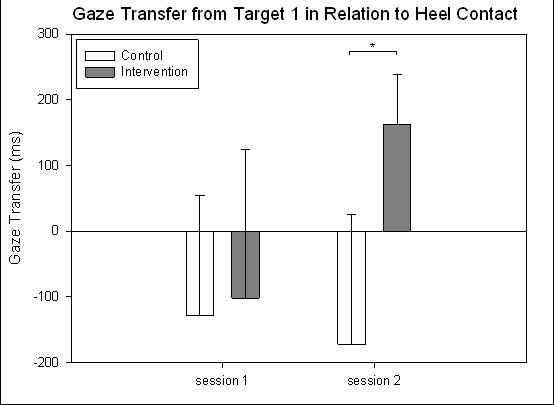 Gaze Transfer from Target 1 in Relation to Heel Contact
Control
Intervention
*
Gaze Transfer (ms)
300
200
100
0
-100
-200
session 1
session 2